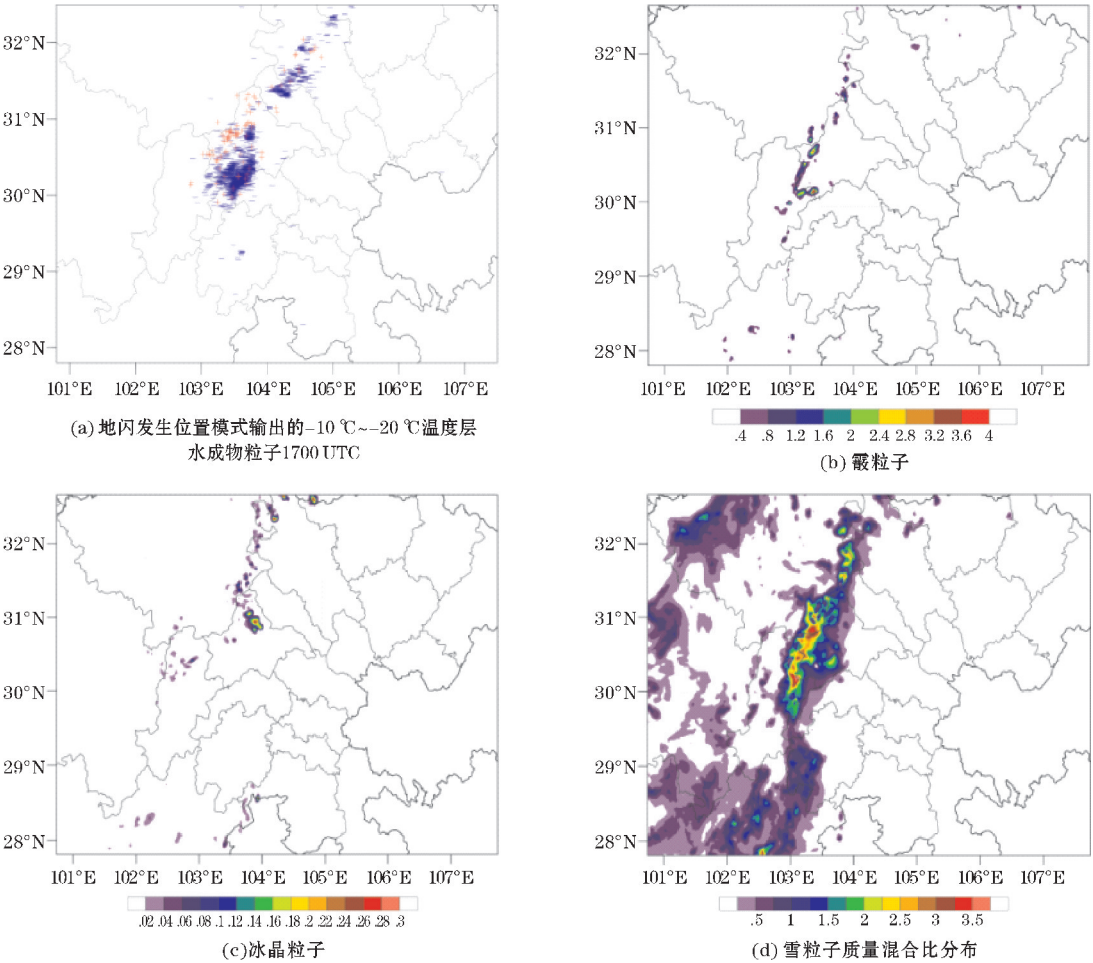 32°N
31°N
30°N
29°N
28°N
101°E 102°E 103°E 104°E 105°E 106°E 107°E
(a) 地闪发生位置模式输出的-10 ℃~-20 ℃温度层
水成物粒子1700 UTC
32°N
31°N
30°N
29°N
28°N
101°E 102°E 103°E 104°E 105°E 106°E 107°E
.4 .8 1.2 1.6 2 2.4 2.8 3.2 3.6 4
(b) 霰粒子
32°N
31°N
30°N
29°N
28°N
101°E 102°E 103°E 104°E 105°E 106°E 107°E
.02 .04 .06 .08 .1 .12 .14 .16 .18 .2 .22 .24 .26 .28 .3
(c)冰晶粒子
32°N
31°N
30°N
29°N
28°N
101°E 102°E 103°E 104°E 105°E 106°E 107°E
.5 1 1.5 2 2.5 3 3.5
(d) 雪粒子质量混合比分布